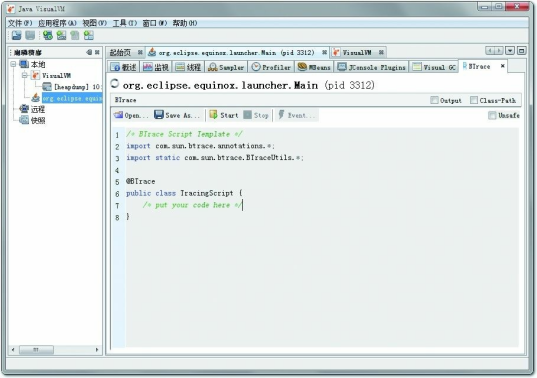 Java VisualVM
文件(F) 应用程序(A) 视图(V) 工具(T) 窗口(W) 帮助(H)
本地
VisualVM
[heapdump] 10:
org.eclipse equin
远程
快照
起始页 org.eclipse.equinox.launcher.Main (pid 3312) VisualVM
概述 监视 线程 Sampler Profiler MBeans JConsole Plugins Visual GC BTrace
org.eclipse.equinox.launcher.Main (pid 3312)
BTrace Output Class-Path
Open... Save As... Start Stop Event... Unsafe
1 /* BTrace Script Template */
2 import com.sun.btrace.annotations.*;
3 import static com.sun.btrace.BTraceUtils.*;
4
5 @BTrace
6 public class TracingScript {
7 /* put your code here */
8 }